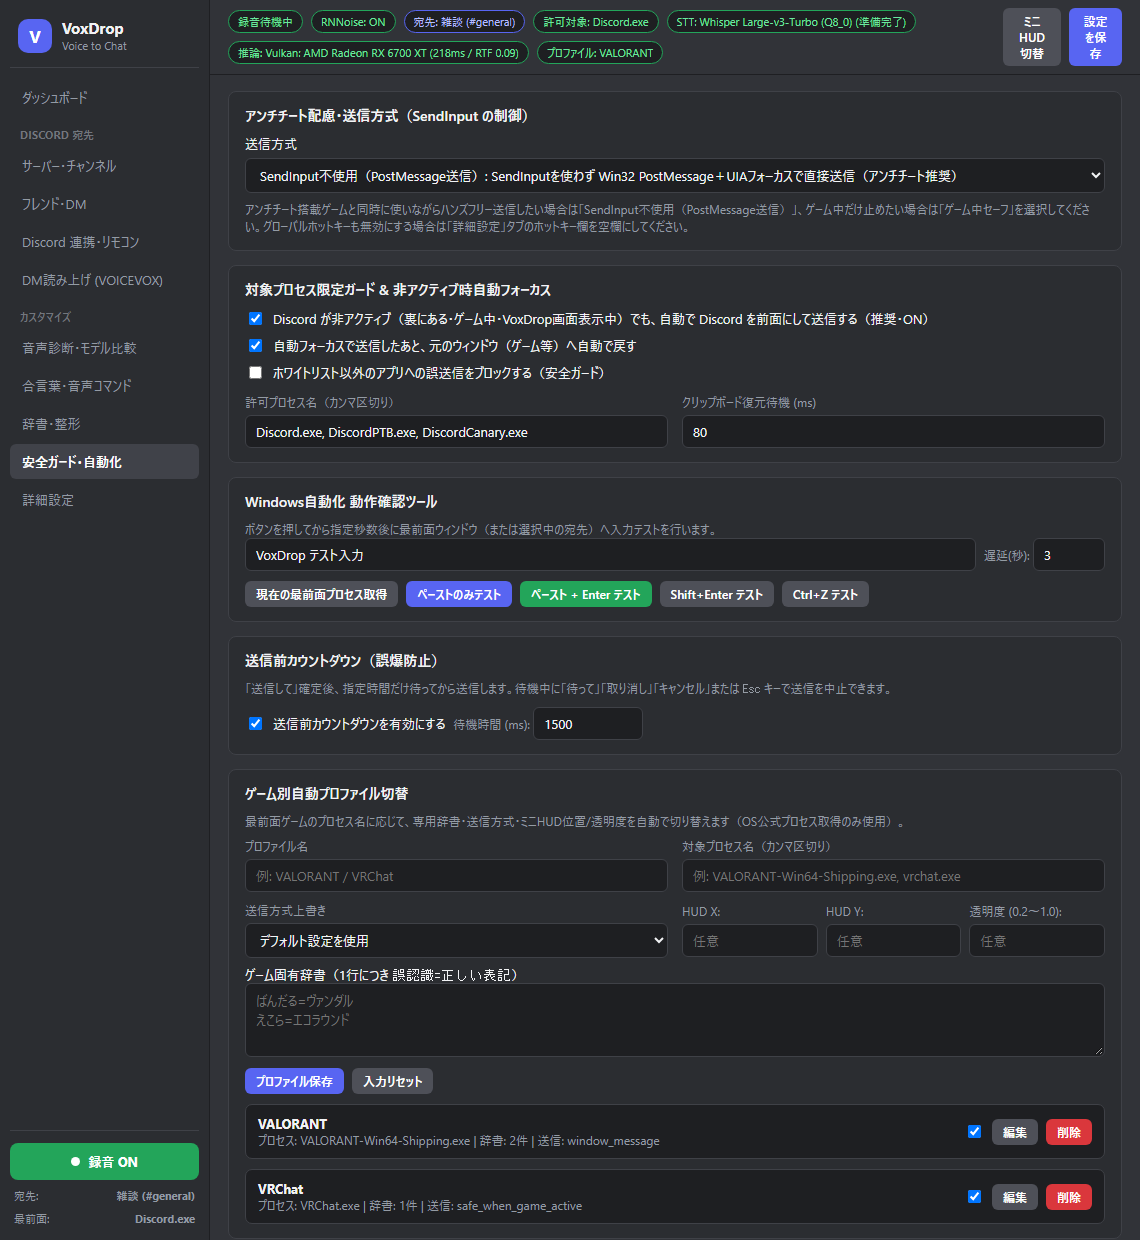 V
VoxDrop
Voice to Chat
ダッシュボード
DISCORD 宛先
サーバー・チャンネル
フレンド・DM
Discord 連携・リモコン
DM読み上げ (VOICEVOX)
カスタマイズ
音声診断・モデル比較
合言葉・音声コマンド
辞書・整形
安全ガード・自動化
詳細設定
● 録音 ON
宛先: 雑談 (#general)
最前面: Discord.exe
録音待機中
RNNoise: ON
宛先: 雑談 (#general)
許可対象: Discord.exe
STT: Whisper Large-v3-Turbo (Q8_0) (準備完了)
推論: Vulkan: AMD Radeon RX 6700 XT (218ms / RTF 0.09)
プロファイル: VALORANT
ミニ
HUD
切替
設定
を保
存
アンチチート配慮・送信方式（SendInput の制御）
送信方式
SendInput不使用（PostMessage送信）: SendInputを使わず Win32 PostMessage＋UIAフォーカスで直接送信（アンチチート推奨）
アンチチート搭載ゲームと同時に使いながらハンズフリー送信したい場合は「SendInput不使用（PostMessage送信）」、ゲーム中だけ止めたい場合は「ゲーム中セーフ」を選択してくださ
い。グローバルホットキーも無効にする場合は「詳細設定」タブのホットキー欄を空欄にしてください。
対象プロセス限定ガード & 非アクティブ時自動フォーカス
Discord が非アクティブ（裏にある・ゲーム中・VoxDrop画面表示中）でも、自動で Discord を前面にして送信する（推奨・ON）
自動フォーカスで送信したあと、元のウィンドウ（ゲーム等）へ自動で戻す
ホワイトリスト以外のアプリへの誤送信をブロックする（安全ガード）
許可プロセス名（カンマ区切り）
クリップボード復元待機 (ms)
Discord.exe, DiscordPTB.exe, DiscordCanary.exe
80
Windows自動化 動作確認ツール
ボタンを押してから指定秒数後に最前面ウィンドウ（または選択中の宛先）へ入力テストを行います。
VoxDrop テスト入力
遅延(秒): 3
現在の最前面プロセス取得
ペーストのみテスト
ペースト + Enter テスト
Shift+Enter テスト
Ctrl+Z テスト
送信前カウントダウン（誤爆防止）
「送信して」確定後、指定時間だけ待ってから送信します。待機中に「待って」「取り消し」「キャンセル」または Esc キーで送信を中止できます。
送信前カウントダウンを有効にする 待機時間 (ms): 1500
ゲーム別自動プロファイル切替
最前面ゲームのプロセス名に応じて、専用辞書・送信方式・ミニHUD位置/透明度を自動で切り替えます（OS公式プロセス取得のみ使用）。
プロファイル名
対象プロセス名（カンマ区切り）
例: VALORANT / VRChat
例: VALORANT-Win64-Shipping.exe, vrchat.exe
送信方式上書き
HUD X:
HUD Y:
透明度 (0.2〜1.0):
デフォルト設定を使用
任意
任意
任意
ゲーム固有辞書（1行につき 誤認識=正しい表記）
ばんだる=ヴァンダル
えこら=エコラウンド
プロファイル保存
入力リセット
VALORANT
プロセス: VALORANT-Win64-Shipping.exe | 辞書: 2件 | 送信: window_message
編集
削除
VRChat
プロセス: VRChat.exe | 辞書: 1件 | 送信: safe_when_game_active
編集
削除